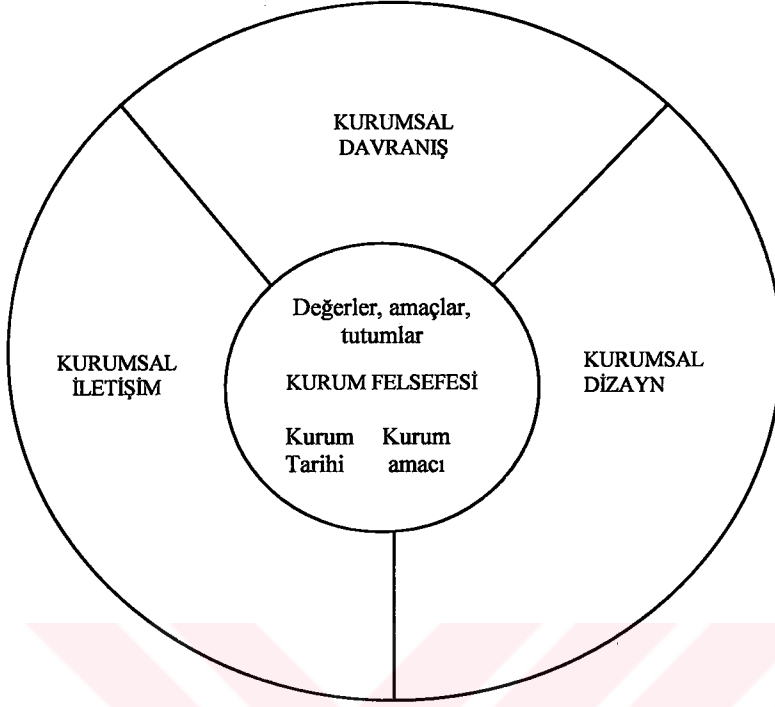 KURUMSAL
DAVRANIŞ
Değerler, amaçlar,
tutumlar
KURUMSAL
İLETİŞİM
KURUM FELSEFESİ
KURUMSAL
DİZAYN
Kurum Kurum
Tarihi amacı